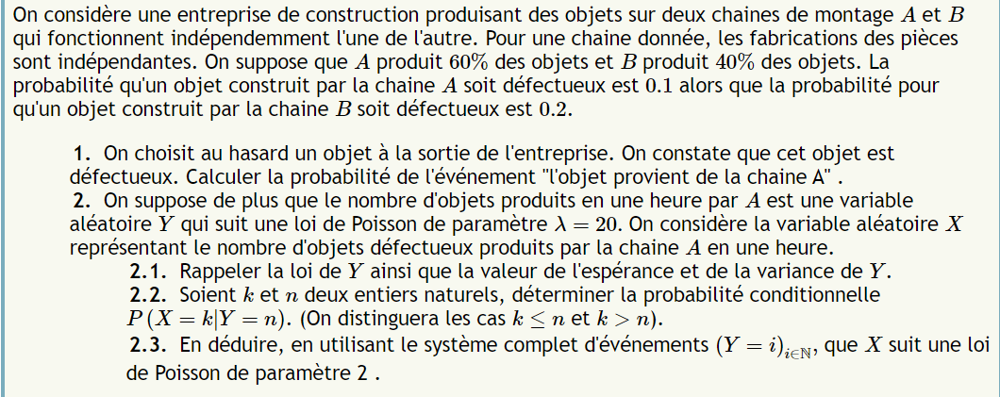 On considère une entreprise de construction produisant des objets sur deux chaines de montage A et B
qui fonctionnent indépendemment l'une de l'autre. Pour une chaine donnée, les fabrications des pièces
sont indépendantes. On suppose que A produit 60% des objets et B produit 40% des objets. La
probabilité qu'un objet construit par la chaine A soit défectueux est 0.1 alors que la probabilité pour
qu'un objet construit par la chaine B soit défectueux est 0.2.
1. On choisit au hasard un objet à la sortie de l'entreprise. On constate que cet objet est
défectueux. Calculer la probabilité de l'événement "l'objet provient de la chaine A" .
2. On suppose de plus que le nombre d'objets produits en une heure par A est une variable
aléatoire Y qui suit une loi de Poisson de paramètre λ = 20. On considère la variable aléatoire X
représentant le nombre d'objets défectueux produits par la chaine A en une heure.
2.1. Rappeler la loi de Y ainsi que la valeur de l'espérance et de la variance de Y.
2.2. Soient k et n deux entiers naturels, déterminer la probabilité conditionnelle
P(X = k|Y = n). (On distinguera les cas k ≤ n et k > n).
2.3. En déduire, en utilisant le système complet d'événements (Y = i)_{i∈ℕ}, que X suit une loi
de Poisson de paramètre 2 .